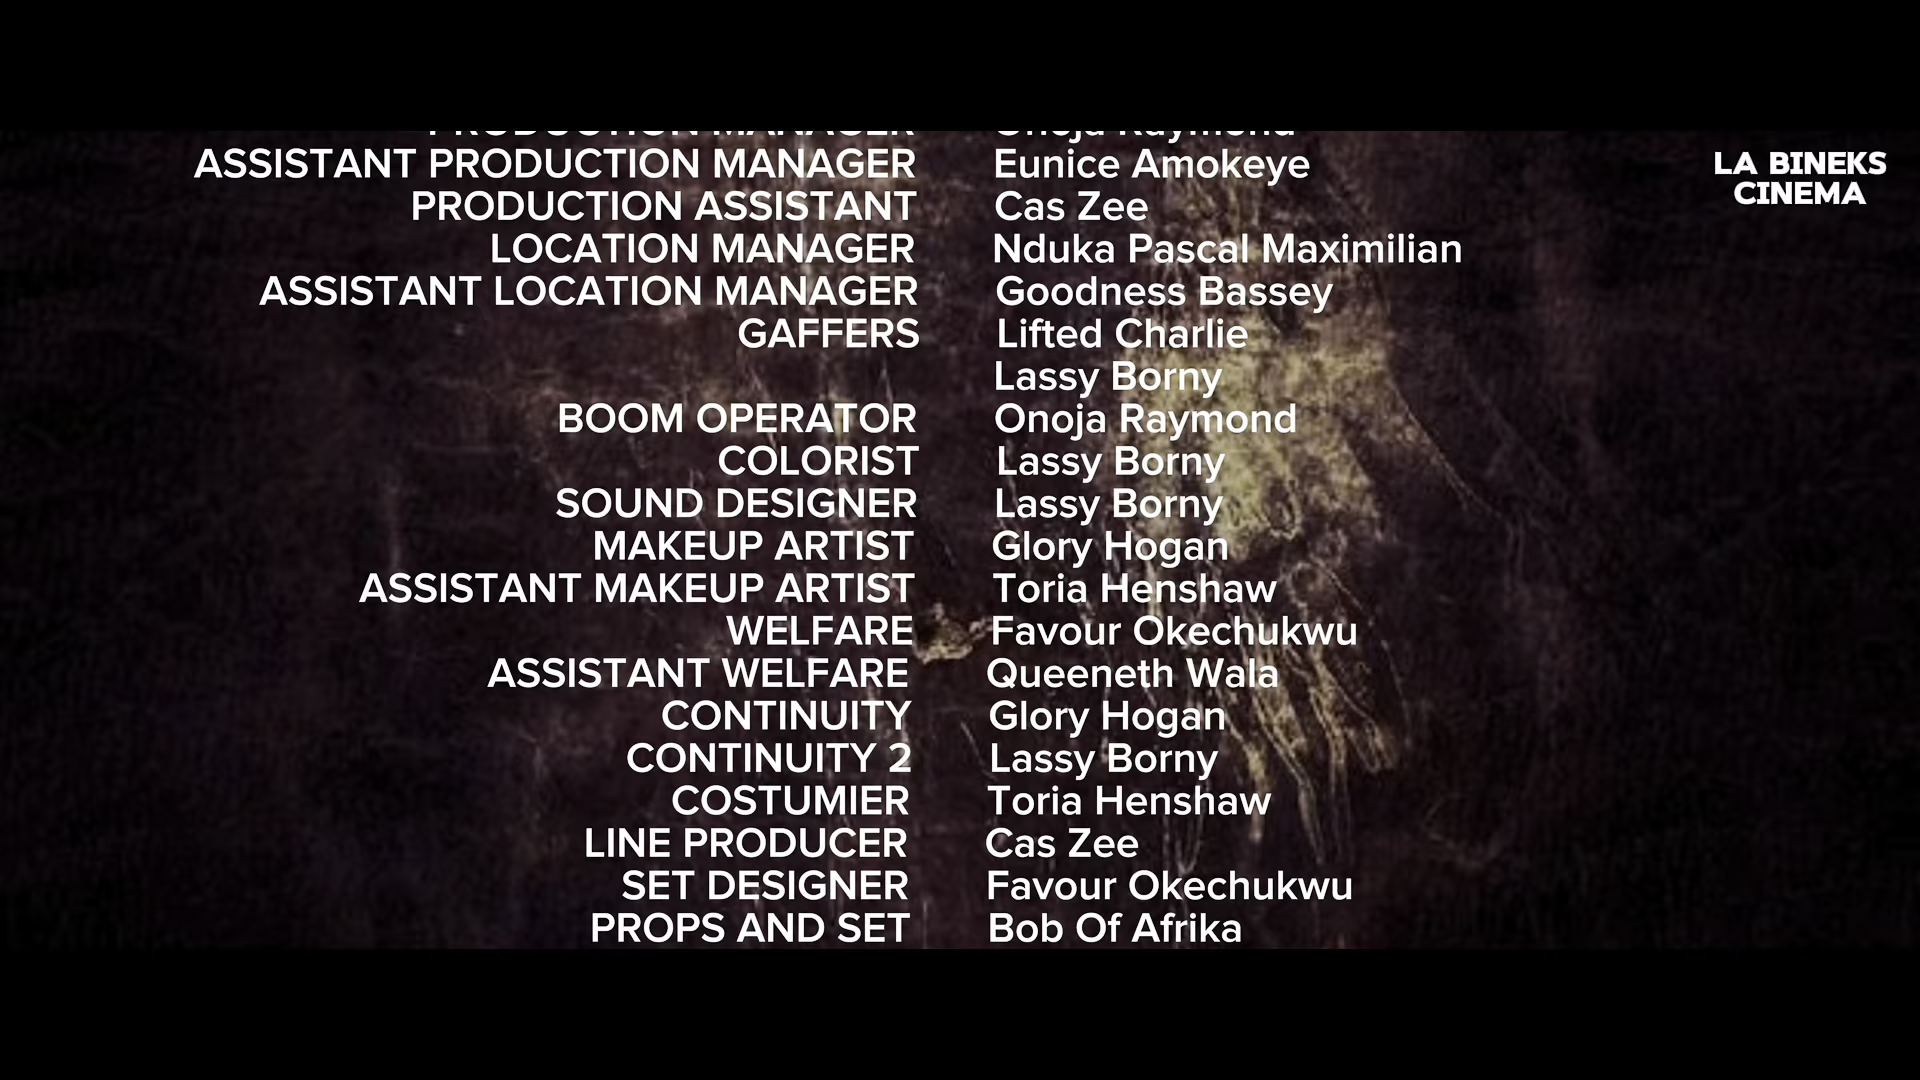 PRODUCTION MANAGER Onoja Raymond
ASSISTANT PRODUCTION MANAGER Eunice Amokeye
PRODUCTION ASSISTANT Cas Zee
LOCATION MANAGER Nduka Pascal Maximilian
ASSISTANT LOCATION MANAGER Goodness Bassey
GAFFERS Lifted Charlie
Lassy Borny
BOOM OPERATOR Onoja Raymond
COLORIST Lassy Borny
SOUND DESIGNER Lassy Borny
MAKEUP ARTIST Glory Hogan
ASSISTANT MAKEUP ARTIST Toria Henshaw
WELFARE Favour Okechukwu
ASSISTANT WELFARE Queeneth Wala
CONTINUITY Glory Hogan
CONTINUITY 2 Lassy Borny
COSTUMIER Toria Henshaw
LINE PRODUCER Cas Zee
SET DESIGNER Favour Okechukwu
PROPS AND SET Bob Of Afrika
LA BINEKS
CINEMA